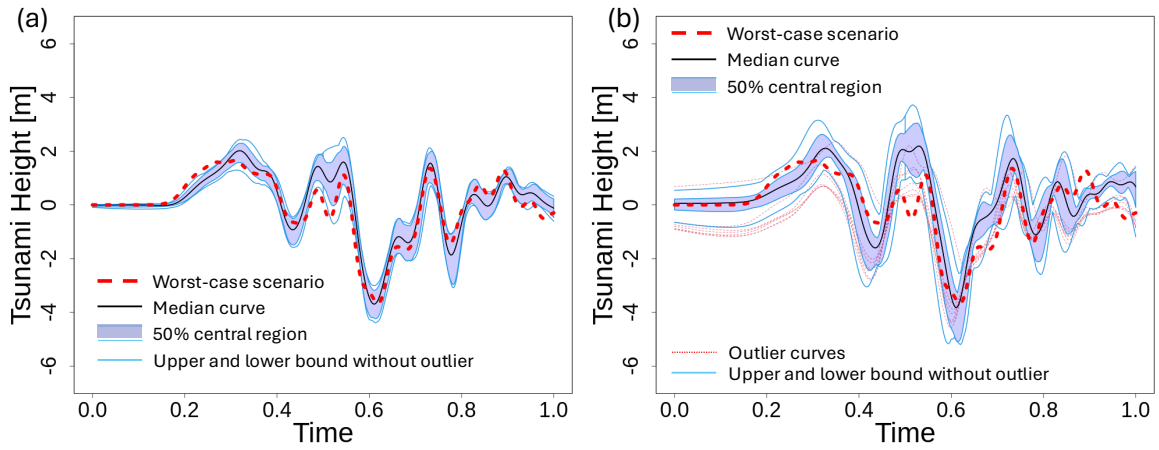 (a)
Tsunami Height [m]
6
4
2
0
-2
-4
-6
Worst-case scenario
Median curve
50% central region
Upper and lower bound without outlier
0.0 0.2 0.4 0.6 0.8 1.0
Time
(b)
Tsunami Height [m]
6
4
2
0
-2
-4
-6
Worst-case scenario
Median curve
50% central region
Outlier curves
Upper and lower bound without outlier
0.0 0.2 0.4 0.6 0.8 1.0
Time